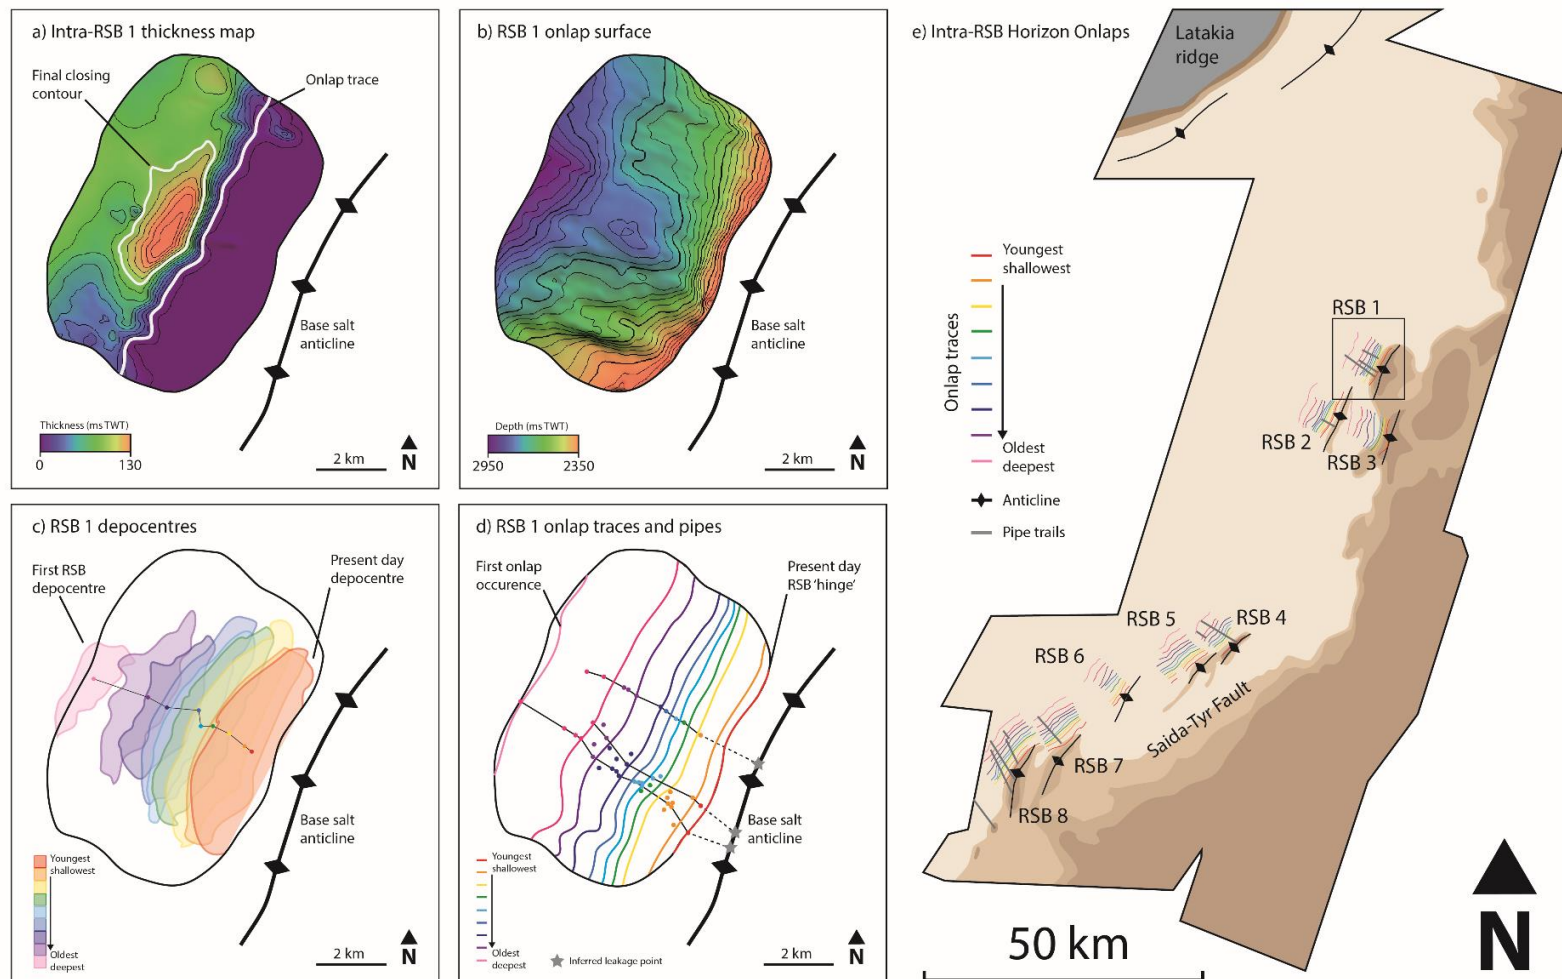 a) Intra-RSB 1 thickness map
Final closing
contour
Onlap trace
Base salt
anticline
Thickness (ms TWT)
0
130
2 km
N
b) RSB 1 onlap surface
Base salt
anticline
Depth (ms TWT)
2950
2350
2 km
N
c) RSB 1 depocentres
First RSB
depocentre
Present day
depocentre
Base salt
anticline
Youngest
shallowest
Oldest
deepest
2 km
N
d) RSB 1 onlap traces and pipes
First onlap
occurence
Present day
RSB 'hinge'
Base salt
anticline
Youngest
shallowest
Oldest
deepest
Inferred leakage point
2 km
N
e) Intra-RSB Horizon Onlaps
Latakia
ridge
Onlap traces
Youngest
shallowest
Oldest
deepest
Anticline
Pipe trails
RSB 1
RSB 2
RSB 3
RSB 4
RSB 5
RSB 6
Saida-Tyr Fault
RSB 7
RSB 8
50 km
N